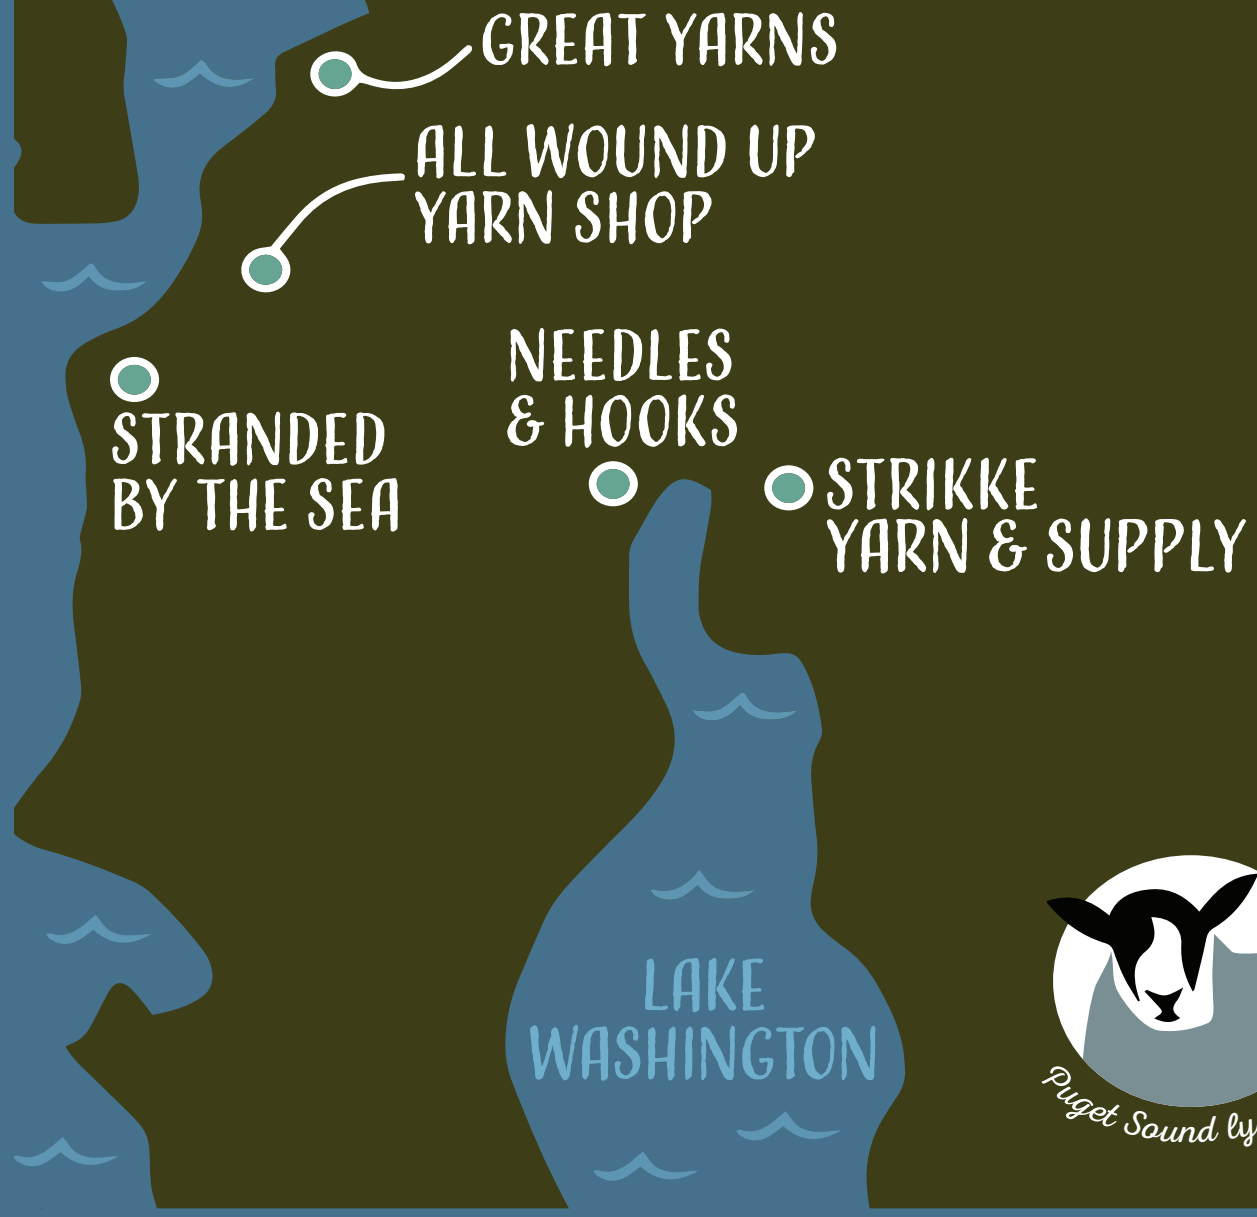 GREAT YARNS
ALL WOUND UP
YARN SHOP
NEEDLES
& HOOKS
STRANDED
BY THE SEA
STRIKKE
YARN & SUPPLY
LAKE
WASHINGTON
Puget Sound